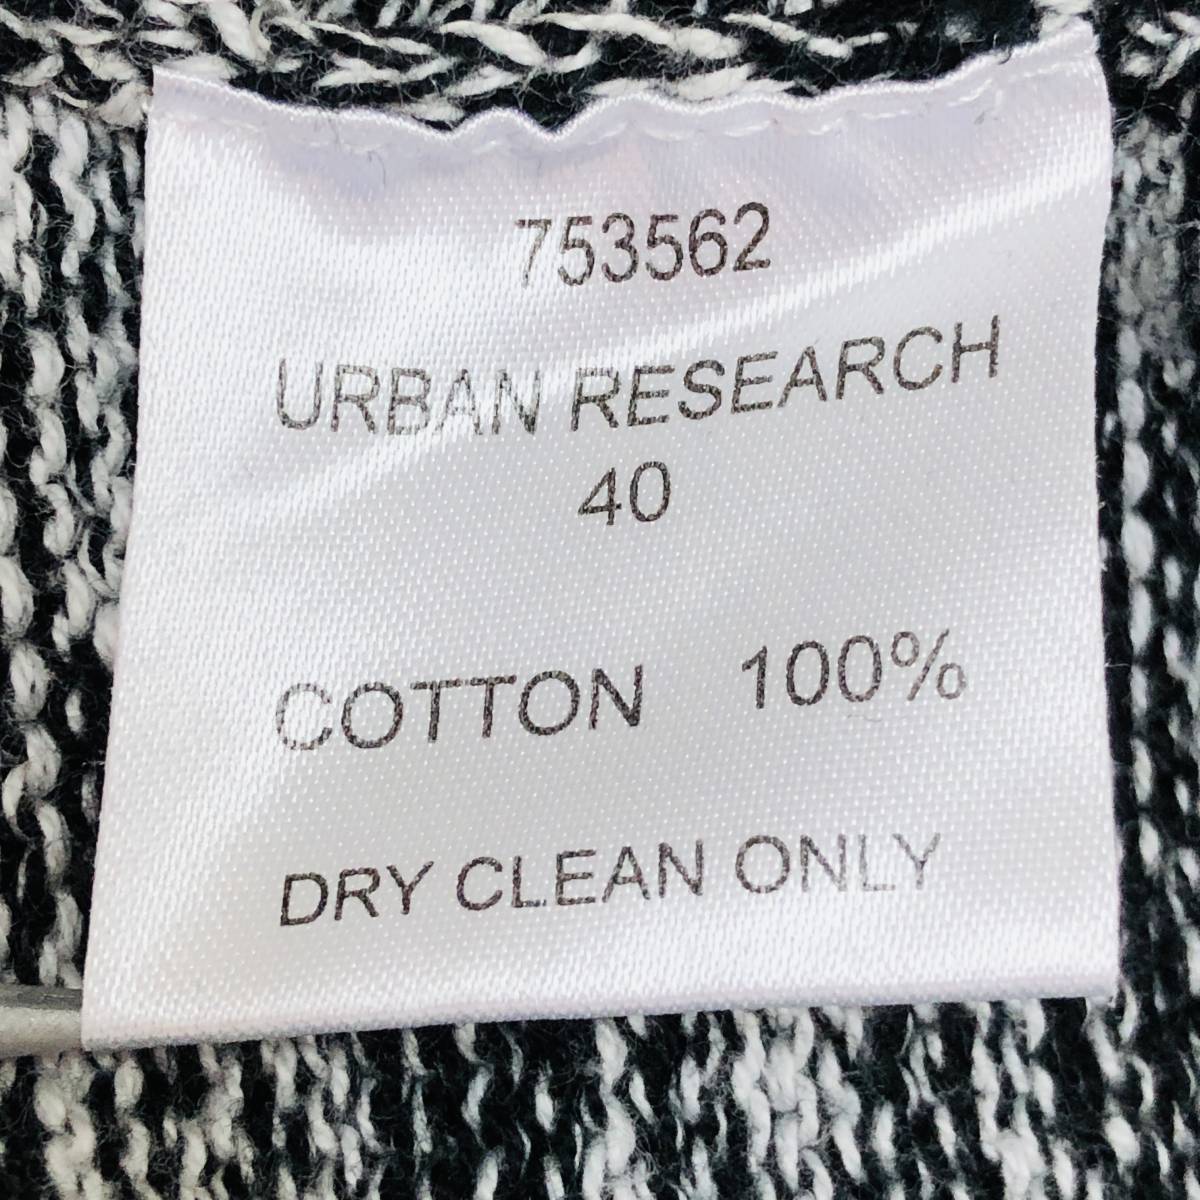 753562
URBAN RESEARCH
40
COTTON 100%
DRY CLEAN ONLY